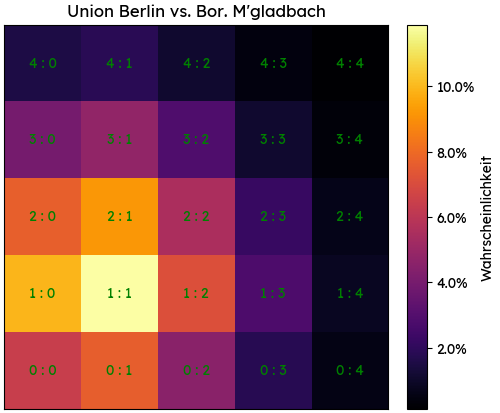 Union Berlin vs. Bor. M'gladbach
4:0 4:1 4:2 4:3 4:4
3:0 3:1 3:2 3:3 3:4
2:0 2:1 2:2 2:3 2:4
1:0 1:1 1:2 1:3 1:4
0:0 0:1 0:2 0:3 0:4
10.0%
8.0%
6.0%
4.0%
2.0%
Wahrscheinlichkeit